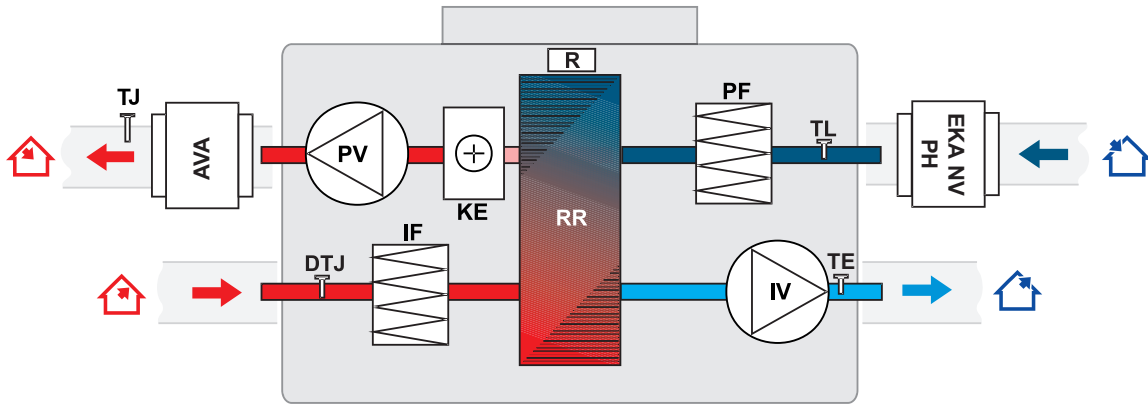 R
TJ
PF
TL
AVA
PV
KE
EKA NV
PH
RR
IF
DTJ
TE
IV